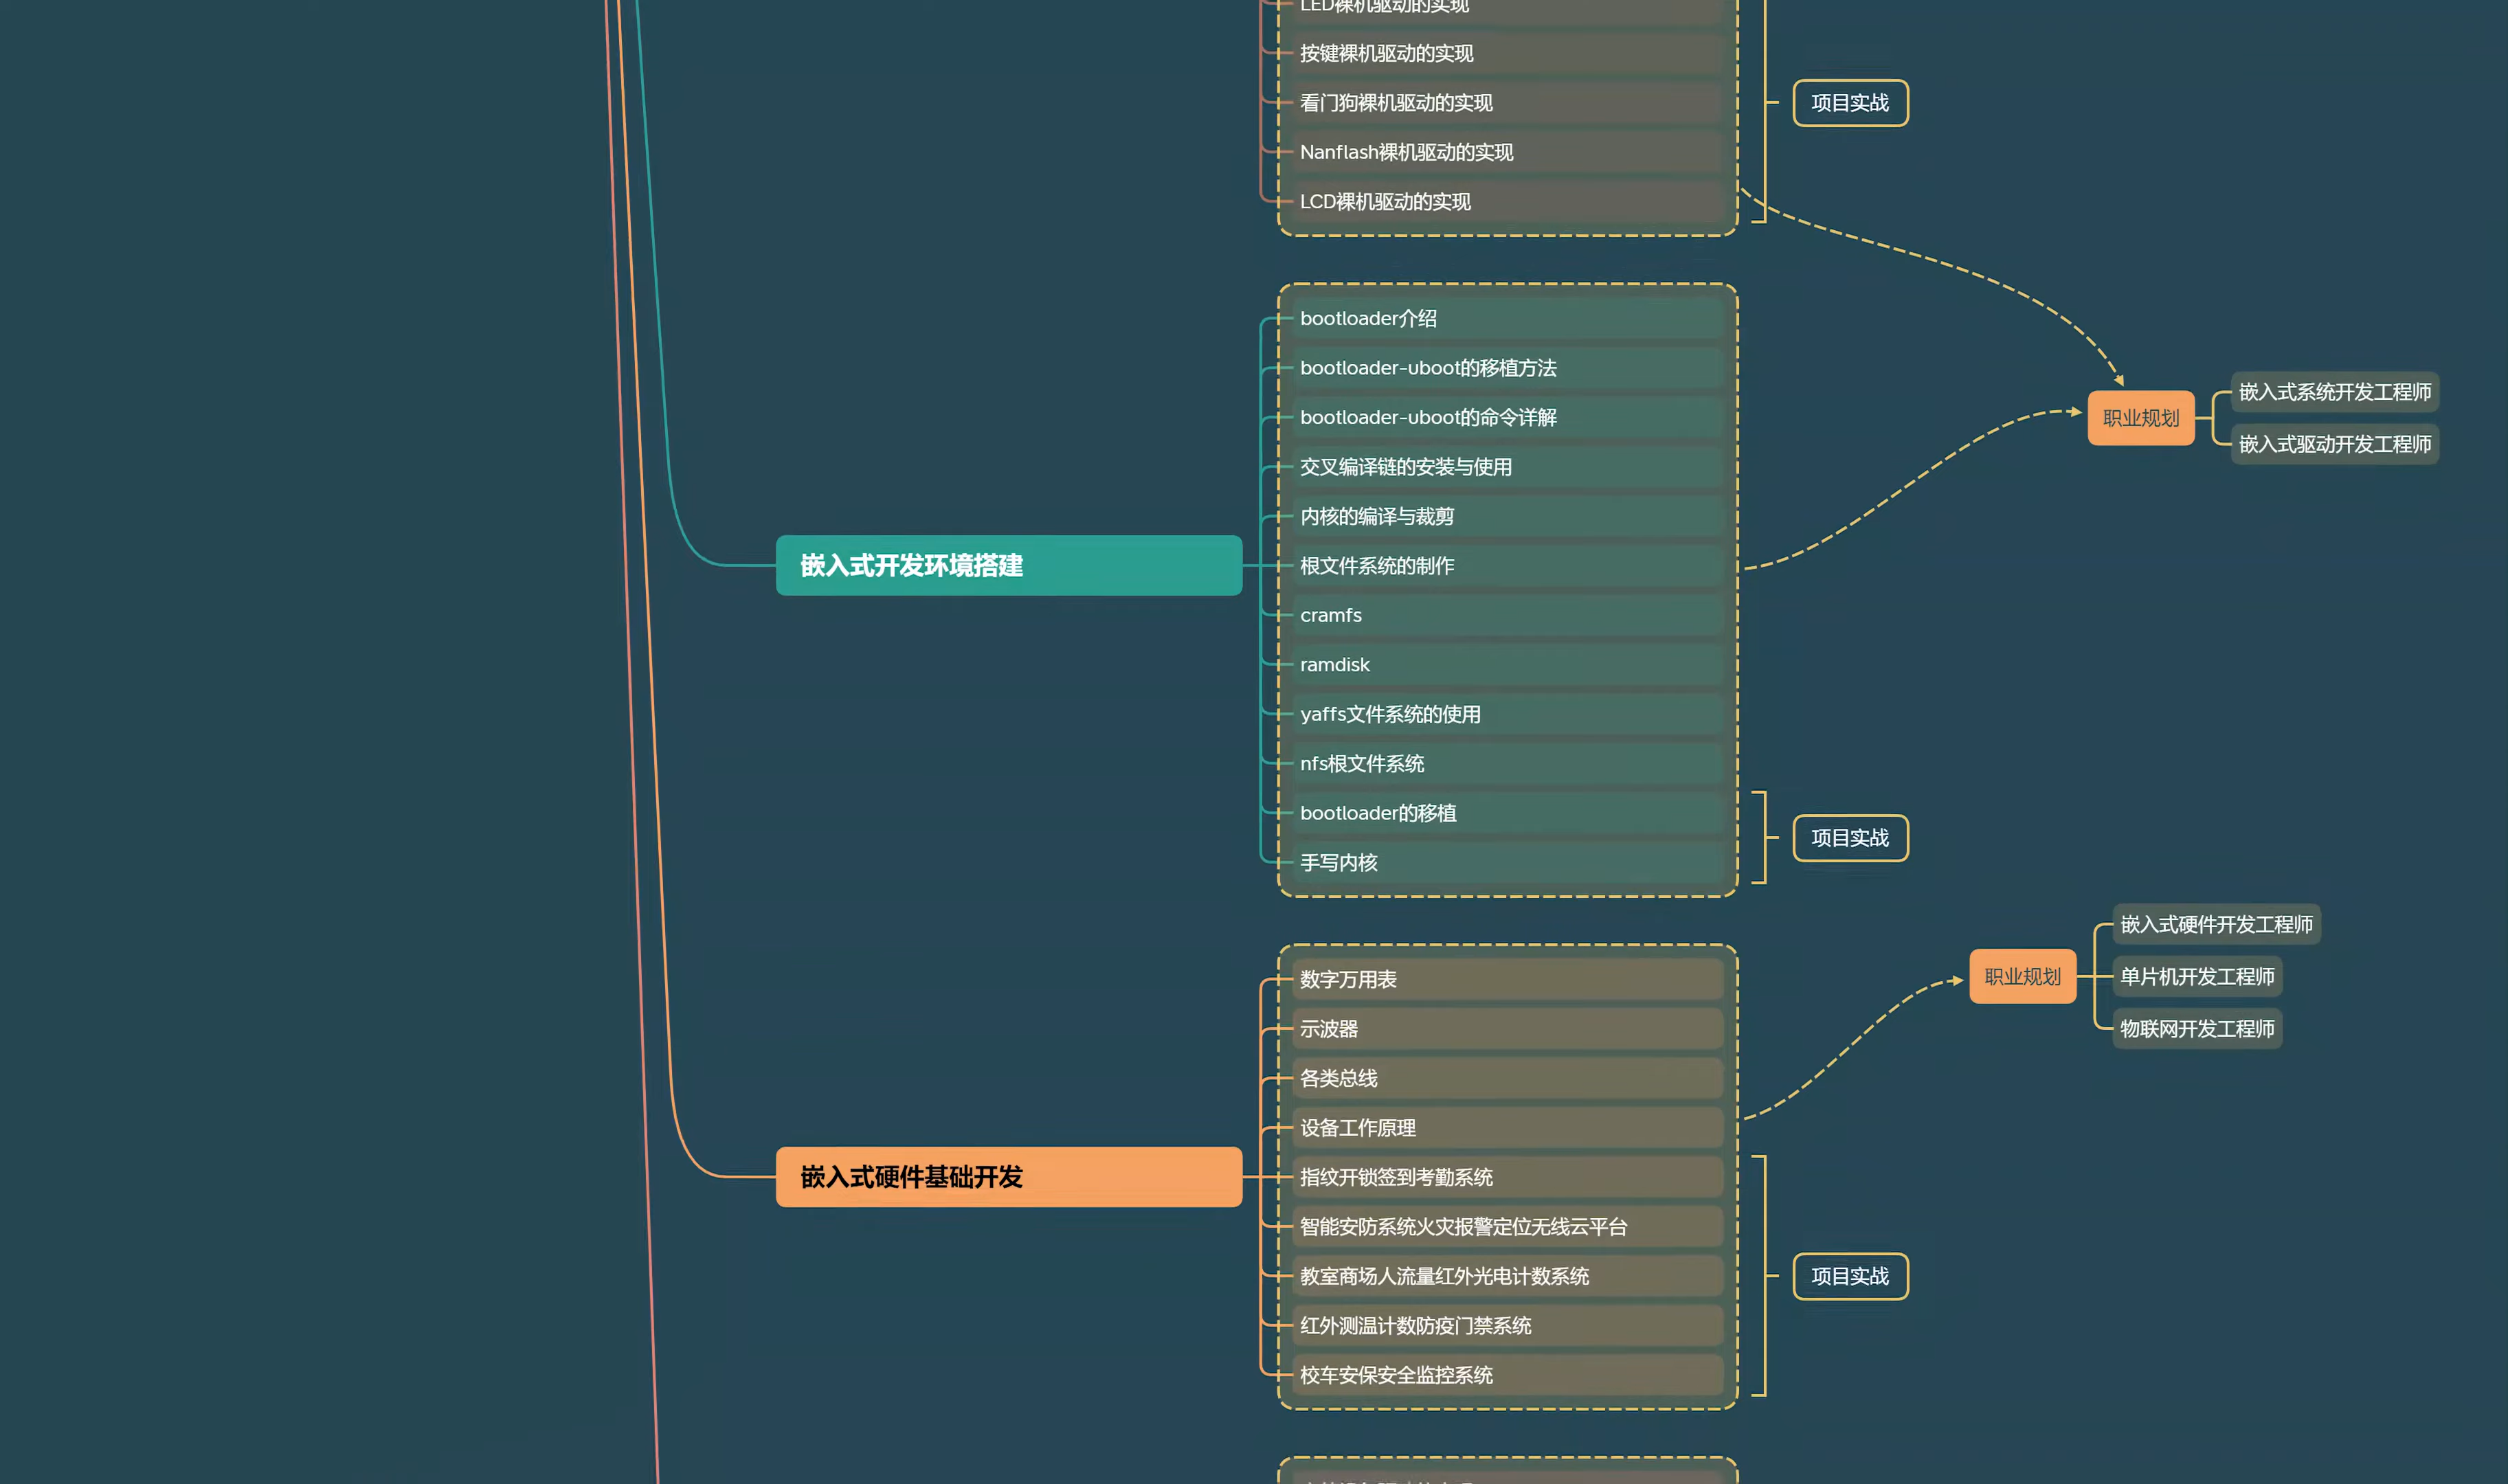 LED裸机驱动的实现
按键裸机驱动的实现
看门狗裸机驱动的实现
Nanflash裸机驱动的实现
LCD裸机驱动的实现
项目实战
嵌入式开发环境搭建
bootloader介绍
bootloader-uboot的移植方法
bootloader-uboot的命令详解
交叉编译链的安装与使用
内核的编译与裁剪
根文件系统的制作
cramfs
ramdisk
yaffs文件系统的使用
nfs根文件系统
bootloader的移植
手写内核
项目实战
职业规划
嵌入式系统开发工程师
嵌入式驱动开发工程师
嵌入式硬件基础开发
数字万用表
示波器
各类总线
设备工作原理
指纹开锁签到考勤系统
智能安防系统火灾报警定位无线云平台
教室商场人流量红外光电计数系统
红外测温计数防疫门禁系统
校车安保安全监控系统
项目实战
职业规划
嵌入式硬件开发工程师
单片机开发工程师
物联网开发工程师